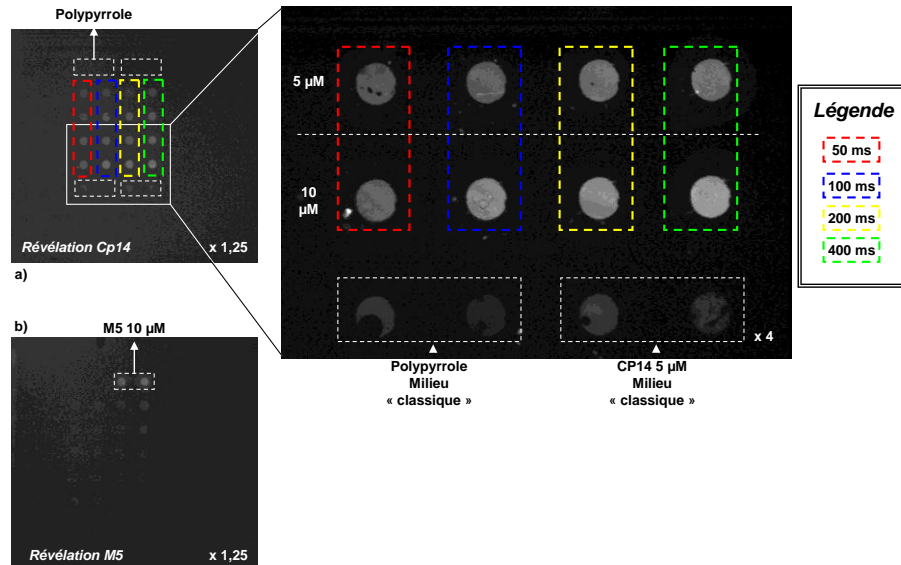 Polypyrrole
Révélation Cp14
x 1,25
a)
5 µM
10
µM
x 4
Polypyrrole
Milieu
« classique »
CP14 5 µM
Milieu
« classique »
Légende
50 ms
100 ms
200 ms
400 ms
b)
M5 10 µM
Révélation M5
x 1,25